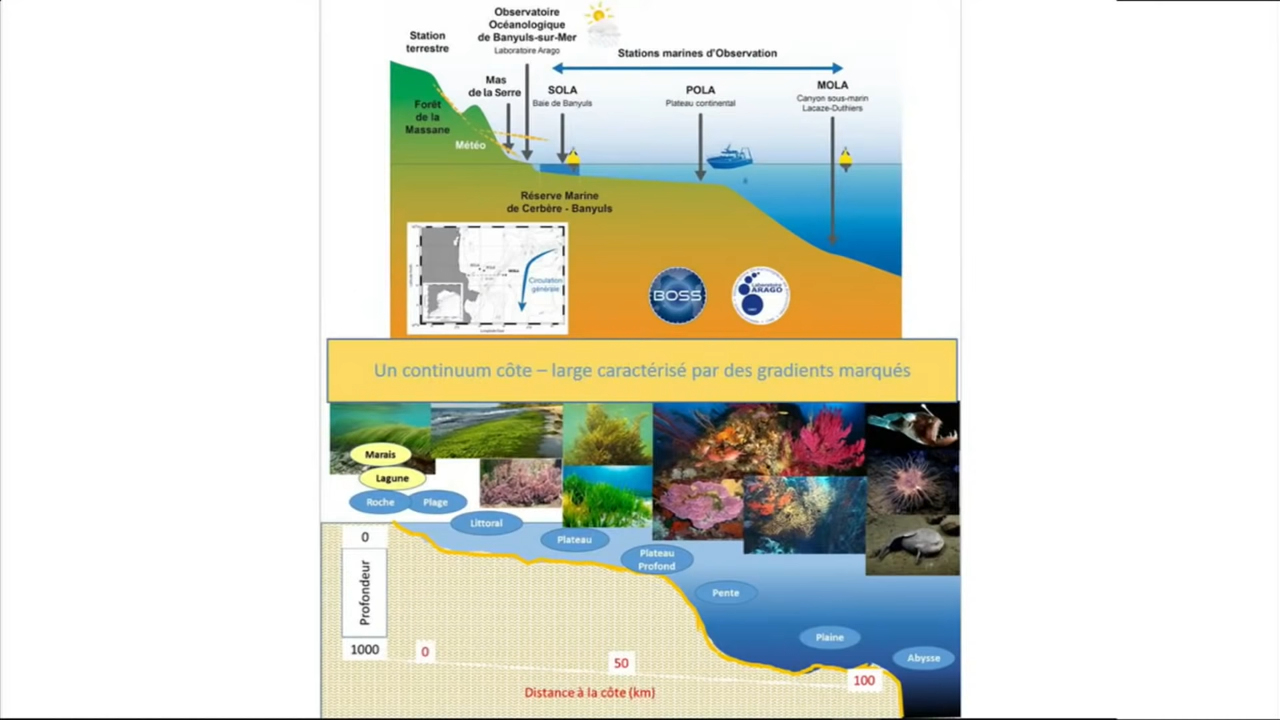 Observatoire
Océanologique
de Banyuls-sur-Mer
Laboratoire Arago
Station
terrestre
Stations marines d'Observation
Mas
de la Serre
SOLA
Baie de Banyuls
POLA
Plateau continental
MOLA
Canyon sous-marin
Lacaze-Duthiers
Forêt
de la
Massane
Météo
Réserve Marine
de Cerbère - Banyuls
Circulation
générale
BOSS
Laboratoire
ARAGO
Un continuum côte – large caractérisé par des gradients marqués
Marais
Lagune
Roche
Plage
Littoral
Plateau
Plateau
Profond
Pente
Plaine
Abysse
0
Profondeur
1000
0
50
100
Distance à la côte (km)